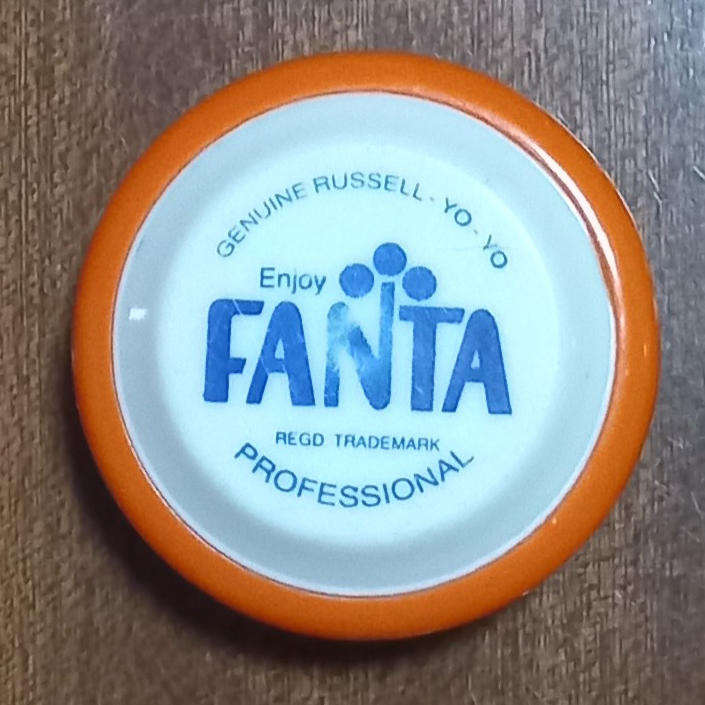 GENUINE RUSSELL - YO - YO
Enjoy
FANTA
REGD TRADEMARK
PROFESSIONAL